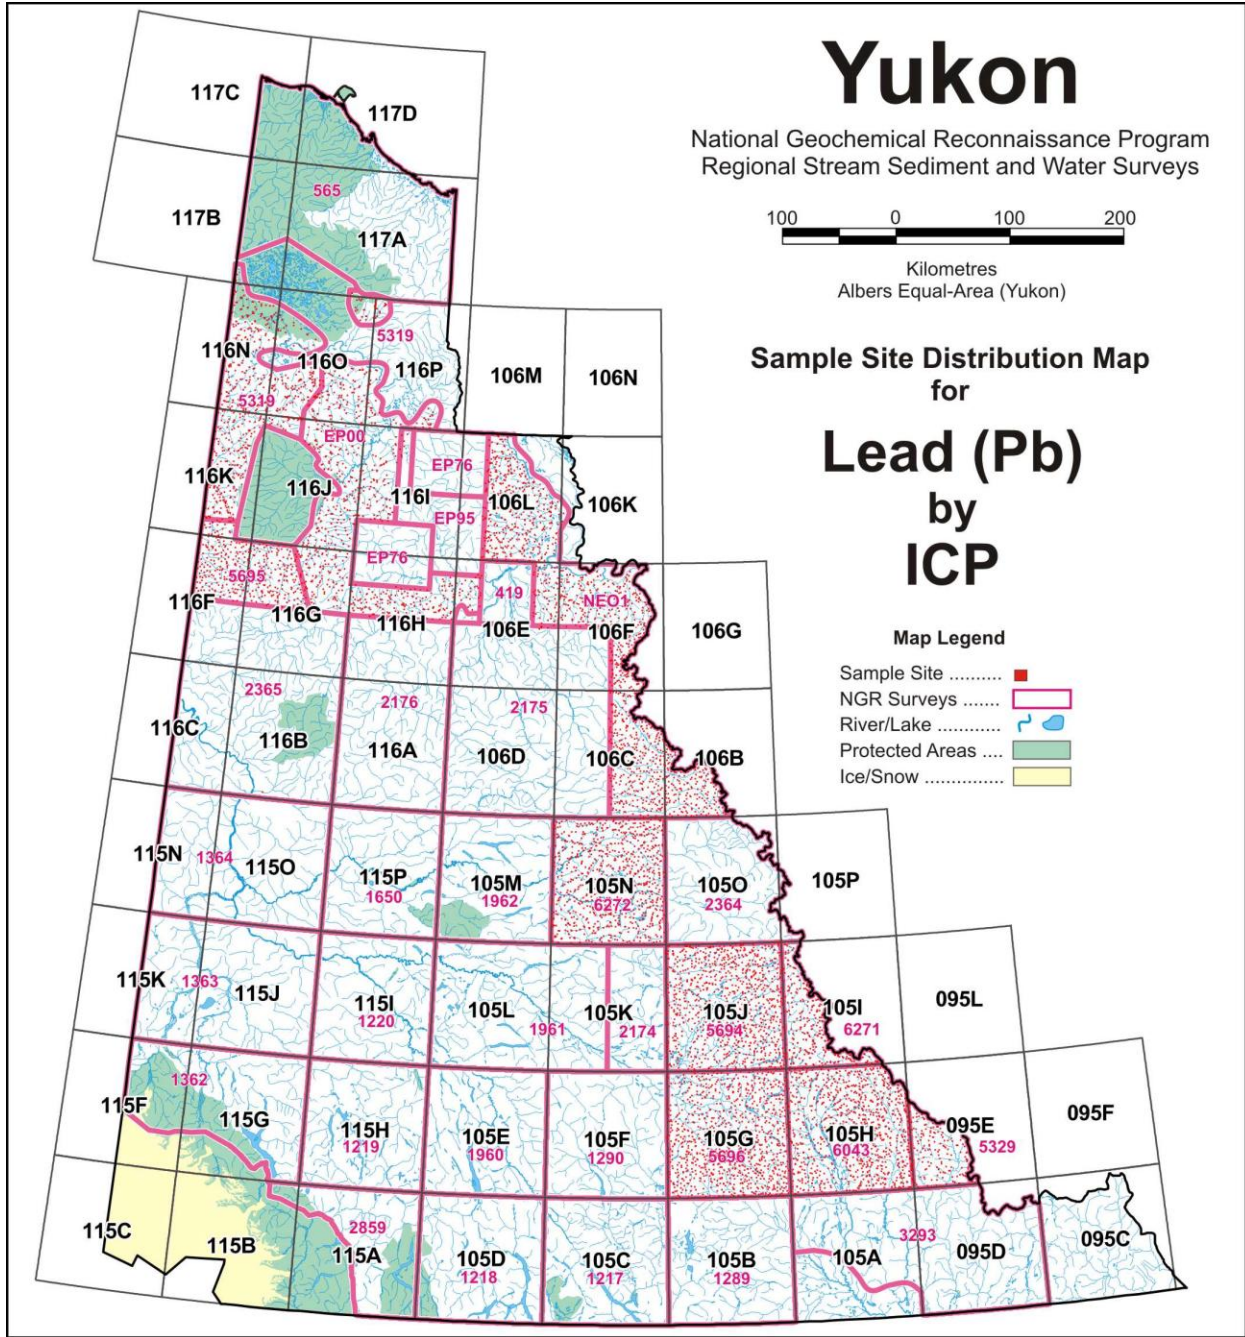 Yukon
National Geochemical Reconnaissance Program
Regional Stream Sediment and Water Surveys
100 0 100 200
Kilometres
Albers Equal-Area (Yukon)
Sample Site Distribution Map
for
Lead (Pb)
by
ICP
Map Legend
Sample Site ..........
NGR Surveys .......
River/Lake ............
Protected Areas ....
Ice/Snow ...............
117C
117D
565
117B
117A
5319
116N
116O
116P
106M
106N
5319
EP00
EP76
116K
116J
116I
106L
106K
EP95
EP76
5695
419
NEO1
116F
116G
116H
106E
106F
106G
2365
2176
2175
116C
116B
116A
106D
106C
106B
115N
1364
115O
115P
1650
105M
1962
105N
6272
105O
2364
105P
115K
1363
115J
115I
1220
105L
1961
105K
2174
105J
5694
105I
6271
095L
1362
115F
115G
115H
1219
105E
1960
105F
1290
105G
5696
105H
6043
095E
5329
095F
115C
115B
2859
115A
105D
1218
105C
1217
105B
1289
105A
3293
095D
095C